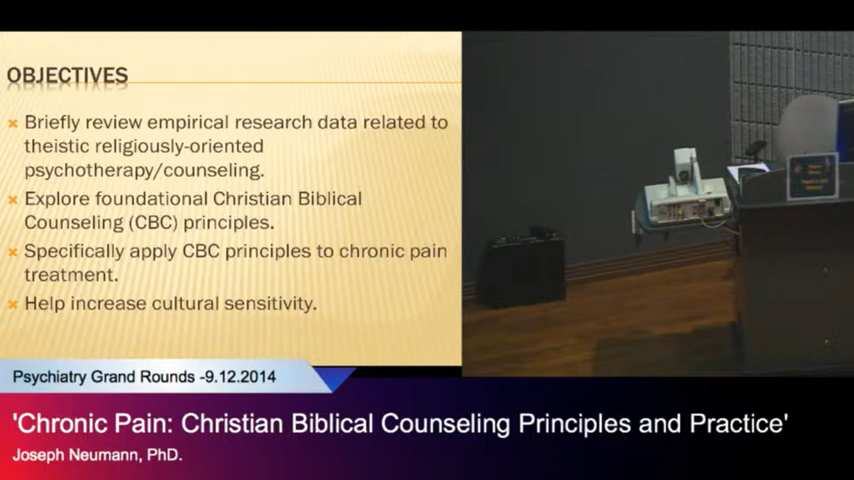 OBJECTIVES
Briefly review empirical research data related to
theistic religiously-oriented
psychotherapy/counseling.
Explore foundational Christian Biblical
Counseling (CBC) principles.
Specifically apply CBC principles to chronic pain
treatment.
Help increase cultural sensitivity.
Psychiatry Grand Rounds -9.12.2014
'Chronic Pain: Christian Biblical Counseling Principles and Practice'
Joseph Neumann, PhD.